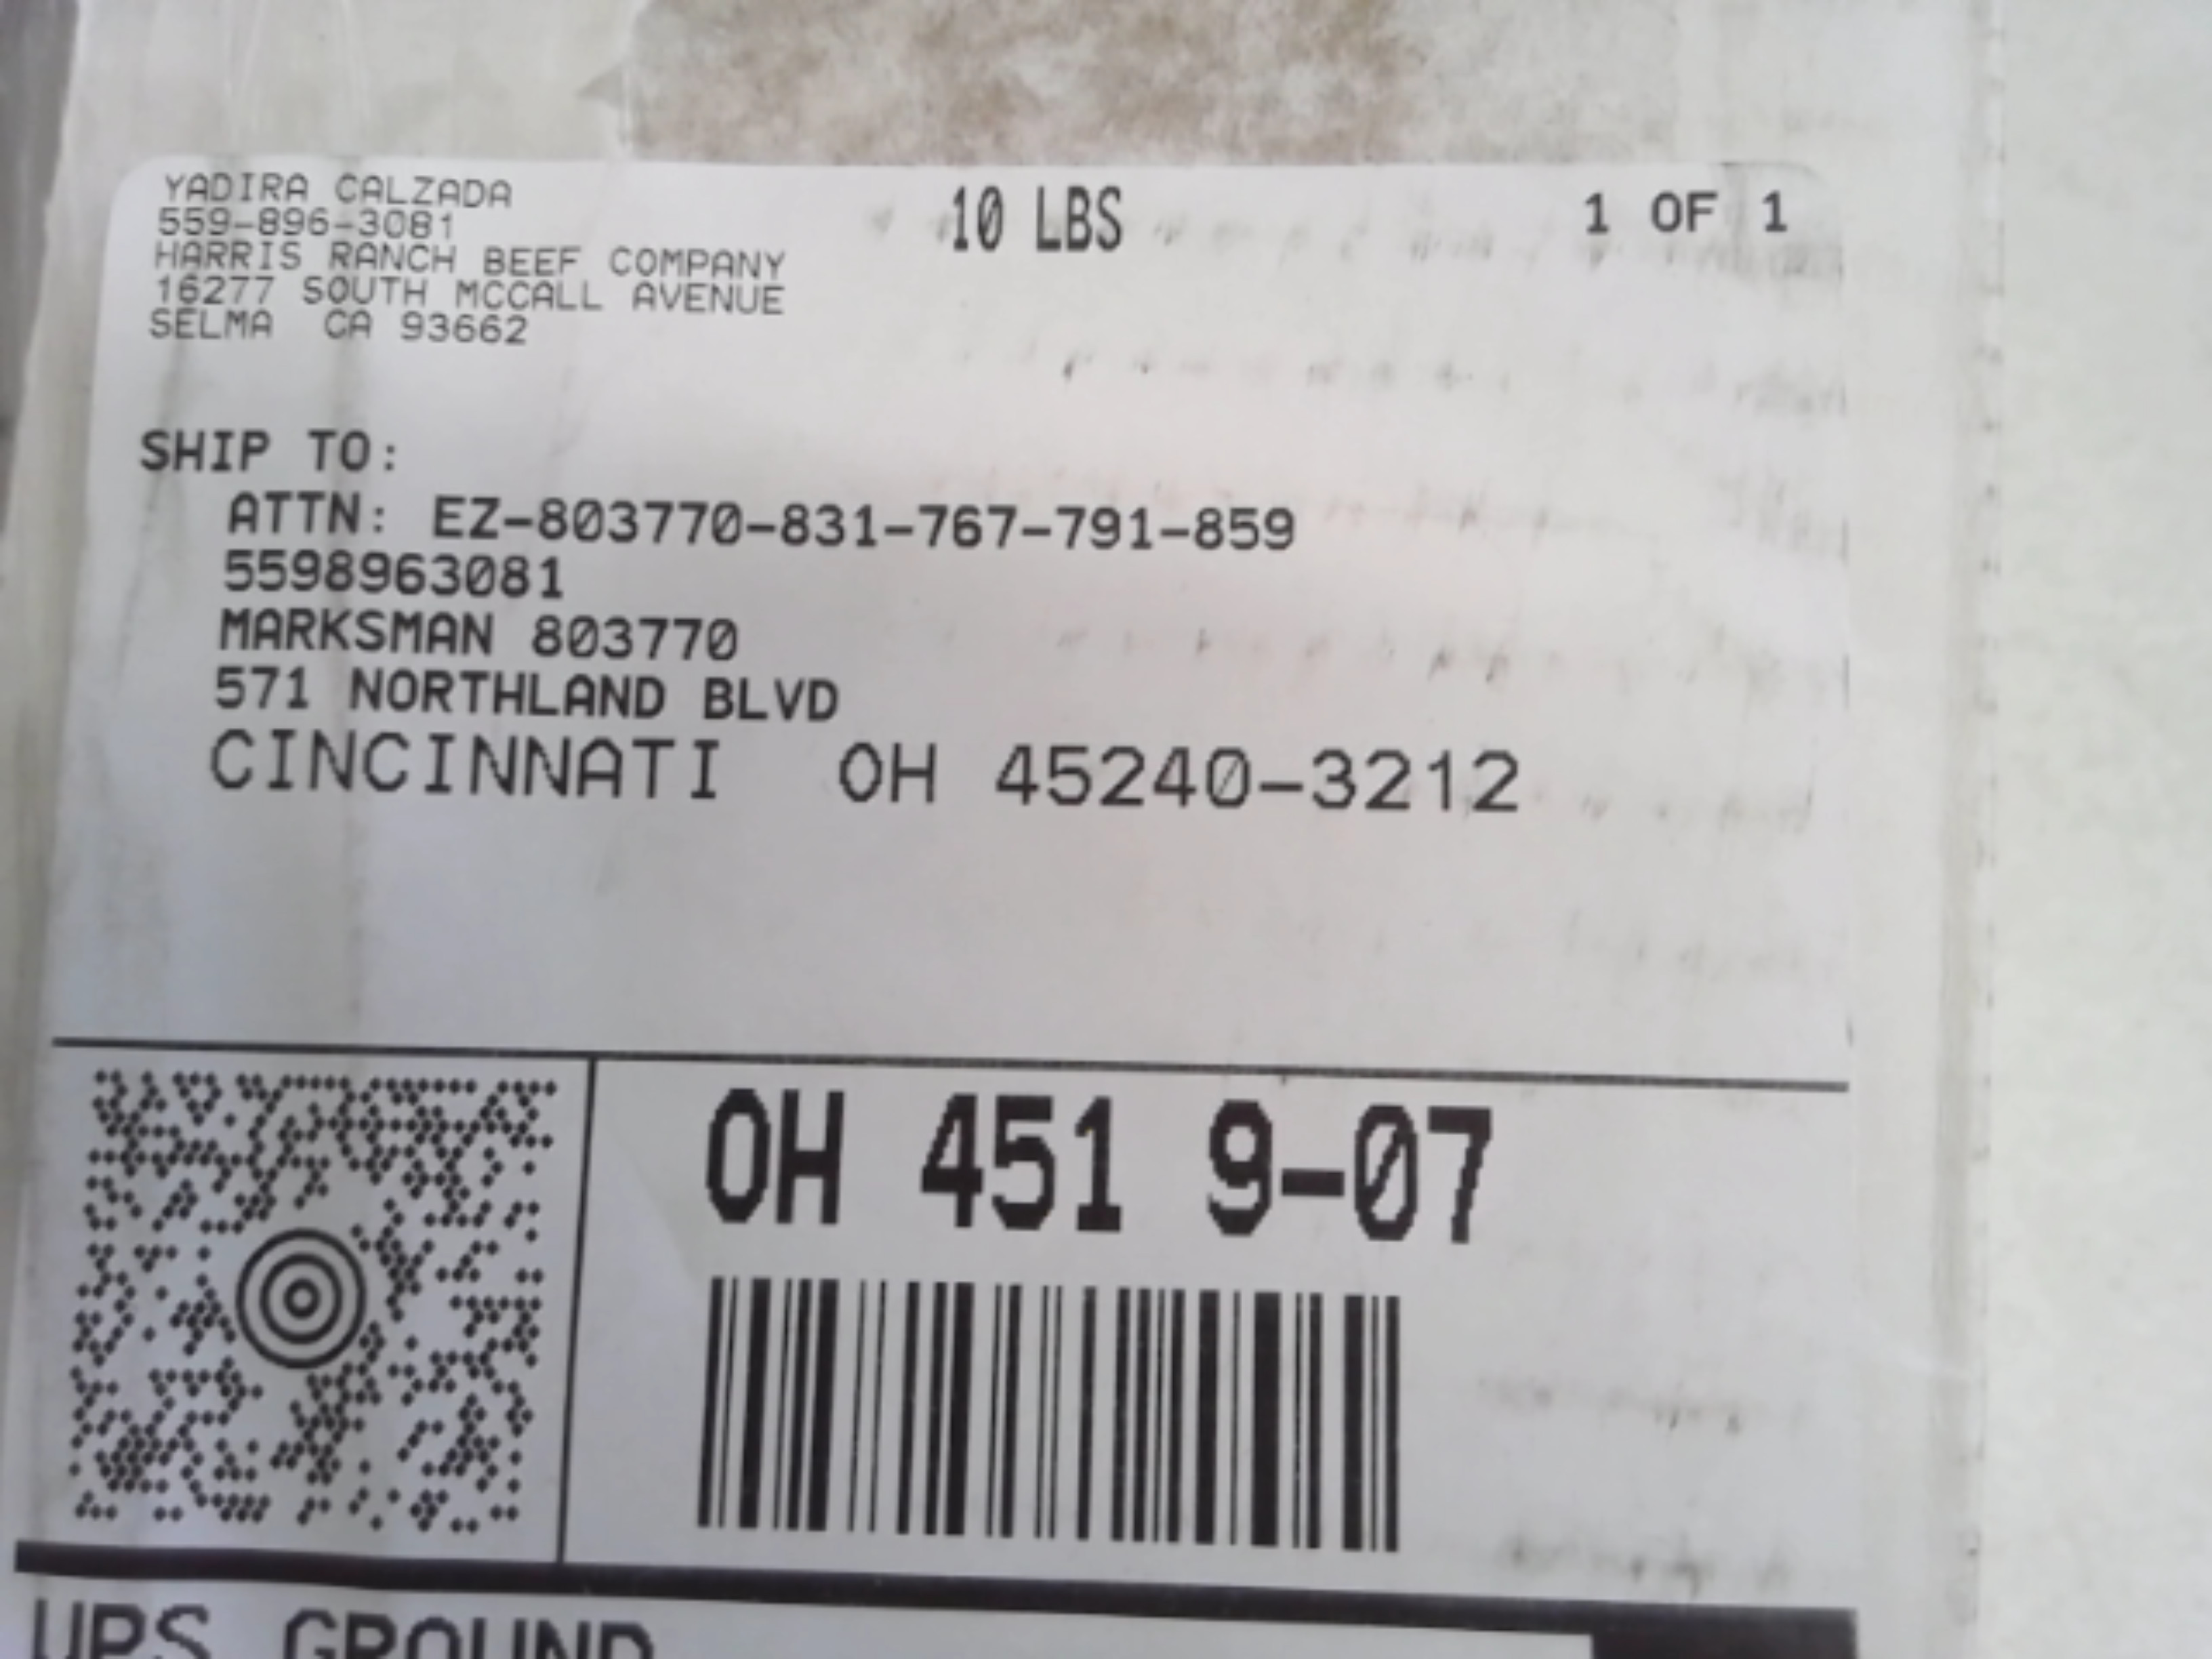 YADIRA CALZADA
559-896-3081
HARRIS RANCH BEEF COMPANY
16277 SOUTH MCCALL AVENUE
SELMA CA 93662
10 LBS
1 OF 1
SHIP TO:
ATTN: EZ-803770-831-767-791-859
5598963081
MARKSMAN 803770
571 NORTHLAND BLVD
CINCINNATI OH 45240-3212
OH 451 9-07
UPS GROUND